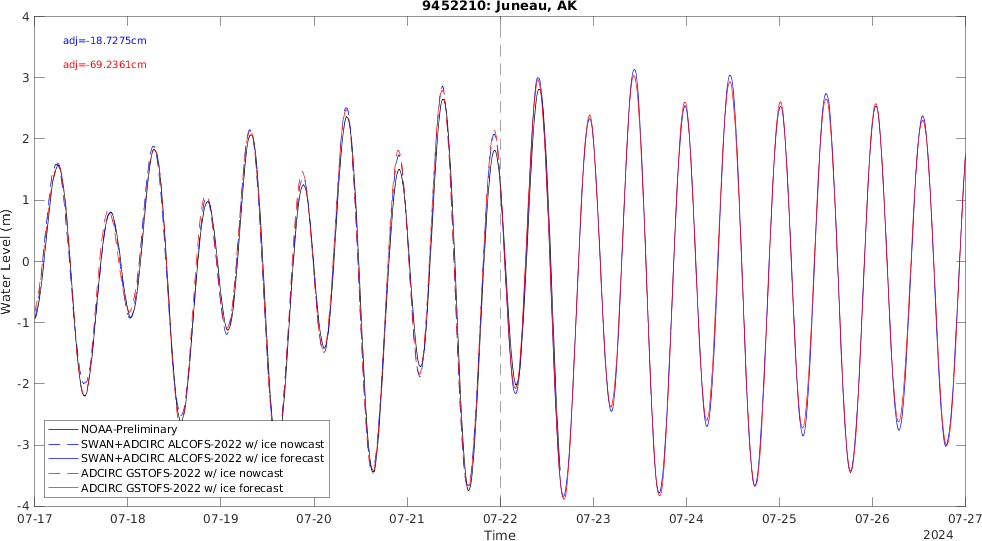 9452210: Juneau, AK
adj=-18.7275cm
adj=-69.2361cm
Water Level (m)
4
3
2
1
0
-1
-2
-3
-4
NOAA-Preliminary
SWAN+ADCIRC ALCOFS-2022 w/ ice nowcast
SWAN+ADCIRC ALCOFS-2022 w/ ice forecast
ADCIRC GSTOFS-2022 w/ ice nowcast
ADCIRC GSTOFS-2022 w/ ice forecast
07-17 07-18 07-19 07-20 07-21 07-22 07-23 07-24 07-25 07-26 07-27
Time
2024